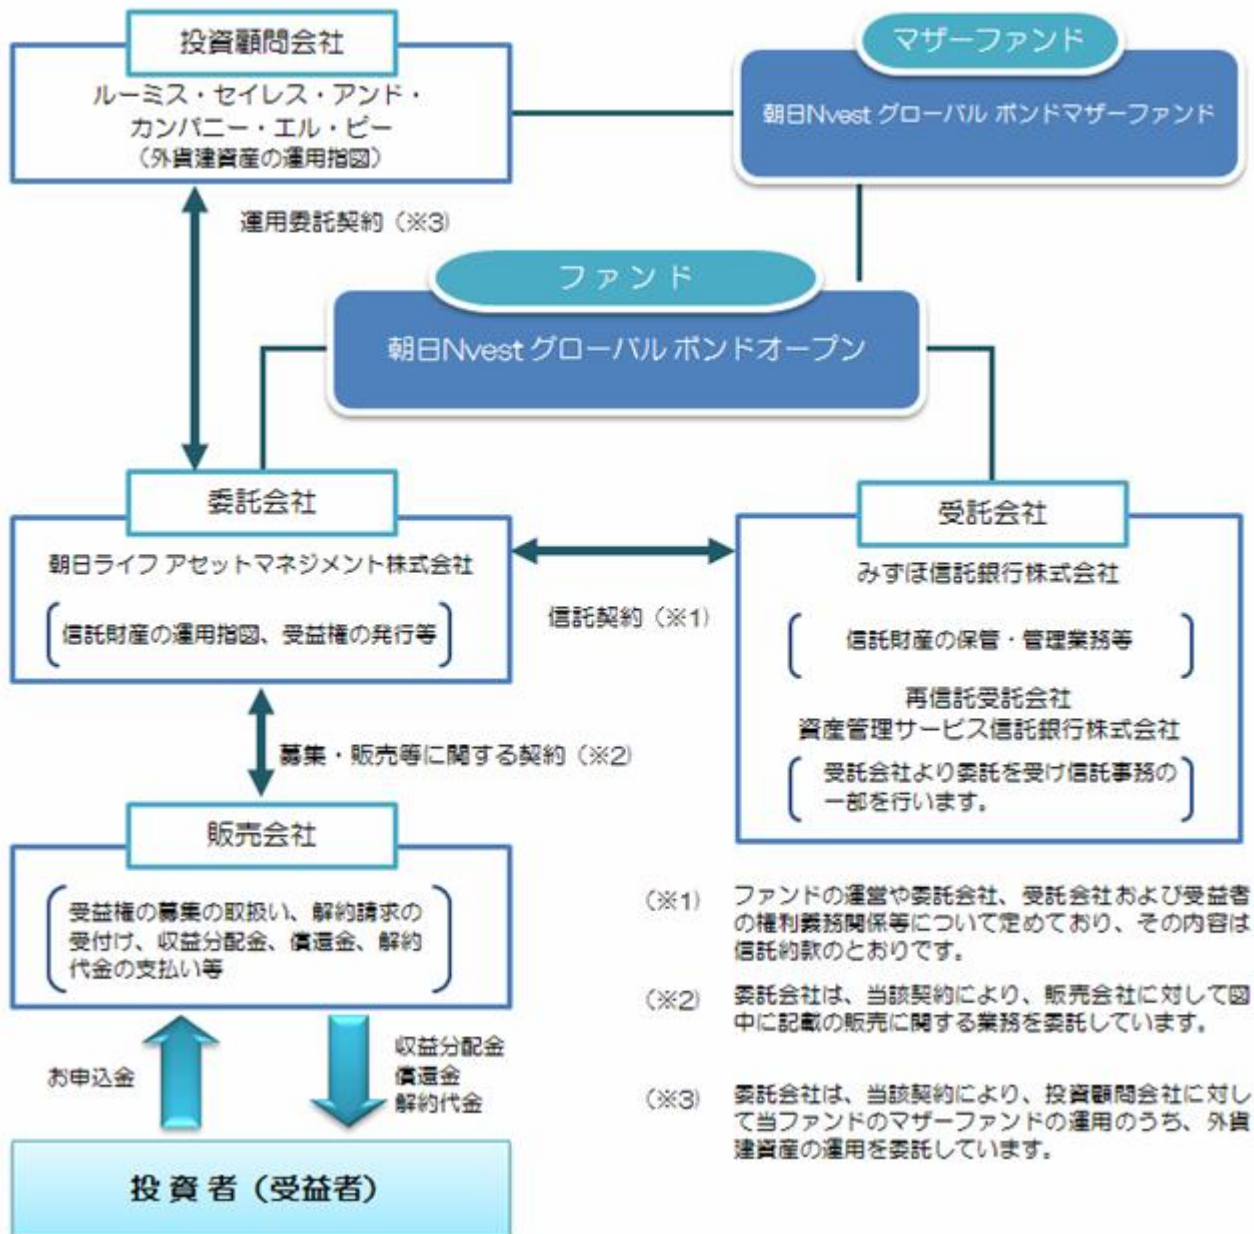 投資顧問会社
ルーミス・セイレス・アンド・
カンパニー・エル・ピー
（外貨建資産の運用指図）
マザーファンド
朝日Nvest グローバル ボンドマザーファンド
運用委託契約（※3）
ファンド
朝日Nvest グローバル ボンドオープン
委託会社
朝日ライフ アセットマネジメント株式会社
信託財産の運用指図、受益権の発行等
信託契約（※1）
受託会社
みずほ信託銀行株式会社
信託財産の保管・管理業務等
再信託受託会社
資産管理サービス信託銀行株式会社
受託会社より委託を受け信託事務の
一部を行います。
募集・販売等に関する契約（※2）
販売会社
受益権の募集の取扱い、解約請求の
受付け、収益分配金、償還金、解約
代金の支払い等
お申込金
収益分配金
償還金
解約代金
投 資 者（受益者）
（※1） ファンドの運営や委託会社、受託会社および受益者
の権利義務関係等について定めており、その内容は
信託約款のとおりです。
（※2） 委託会社は、当該契約により、販売会社に対して図
中に記載の販売に関する業務を委託しています。
（※3） 委託会社は、当該契約により、投資顧問会社に対し
て当ファンドのマザーファンドの運用のうち、外貨
建資産の運用を委託しています。